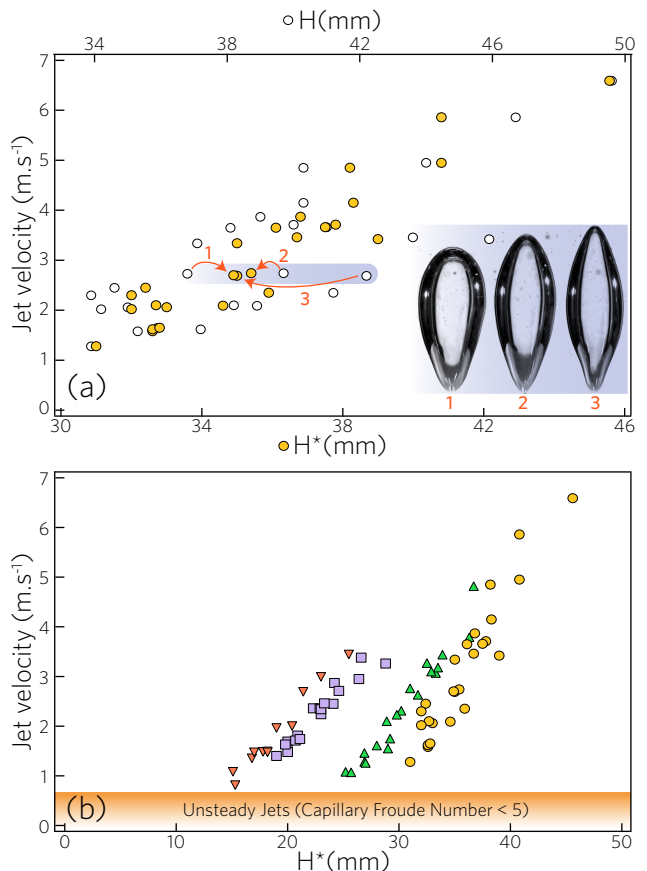 H(mm)
34 38 42 46 50
7
6
5
4
3
2
1
0
Jet velocity (m.s⁻¹)
1
2
3
1 2 3
(a)
30 34 38 42 46
H*(mm)
7
6
5
4
3
2
1
0
Jet velocity (m.s⁻¹)
(b)
Unsteady Jets (Capillary Froude Number < 5)
0 10 20 30 40 50
H*(mm)